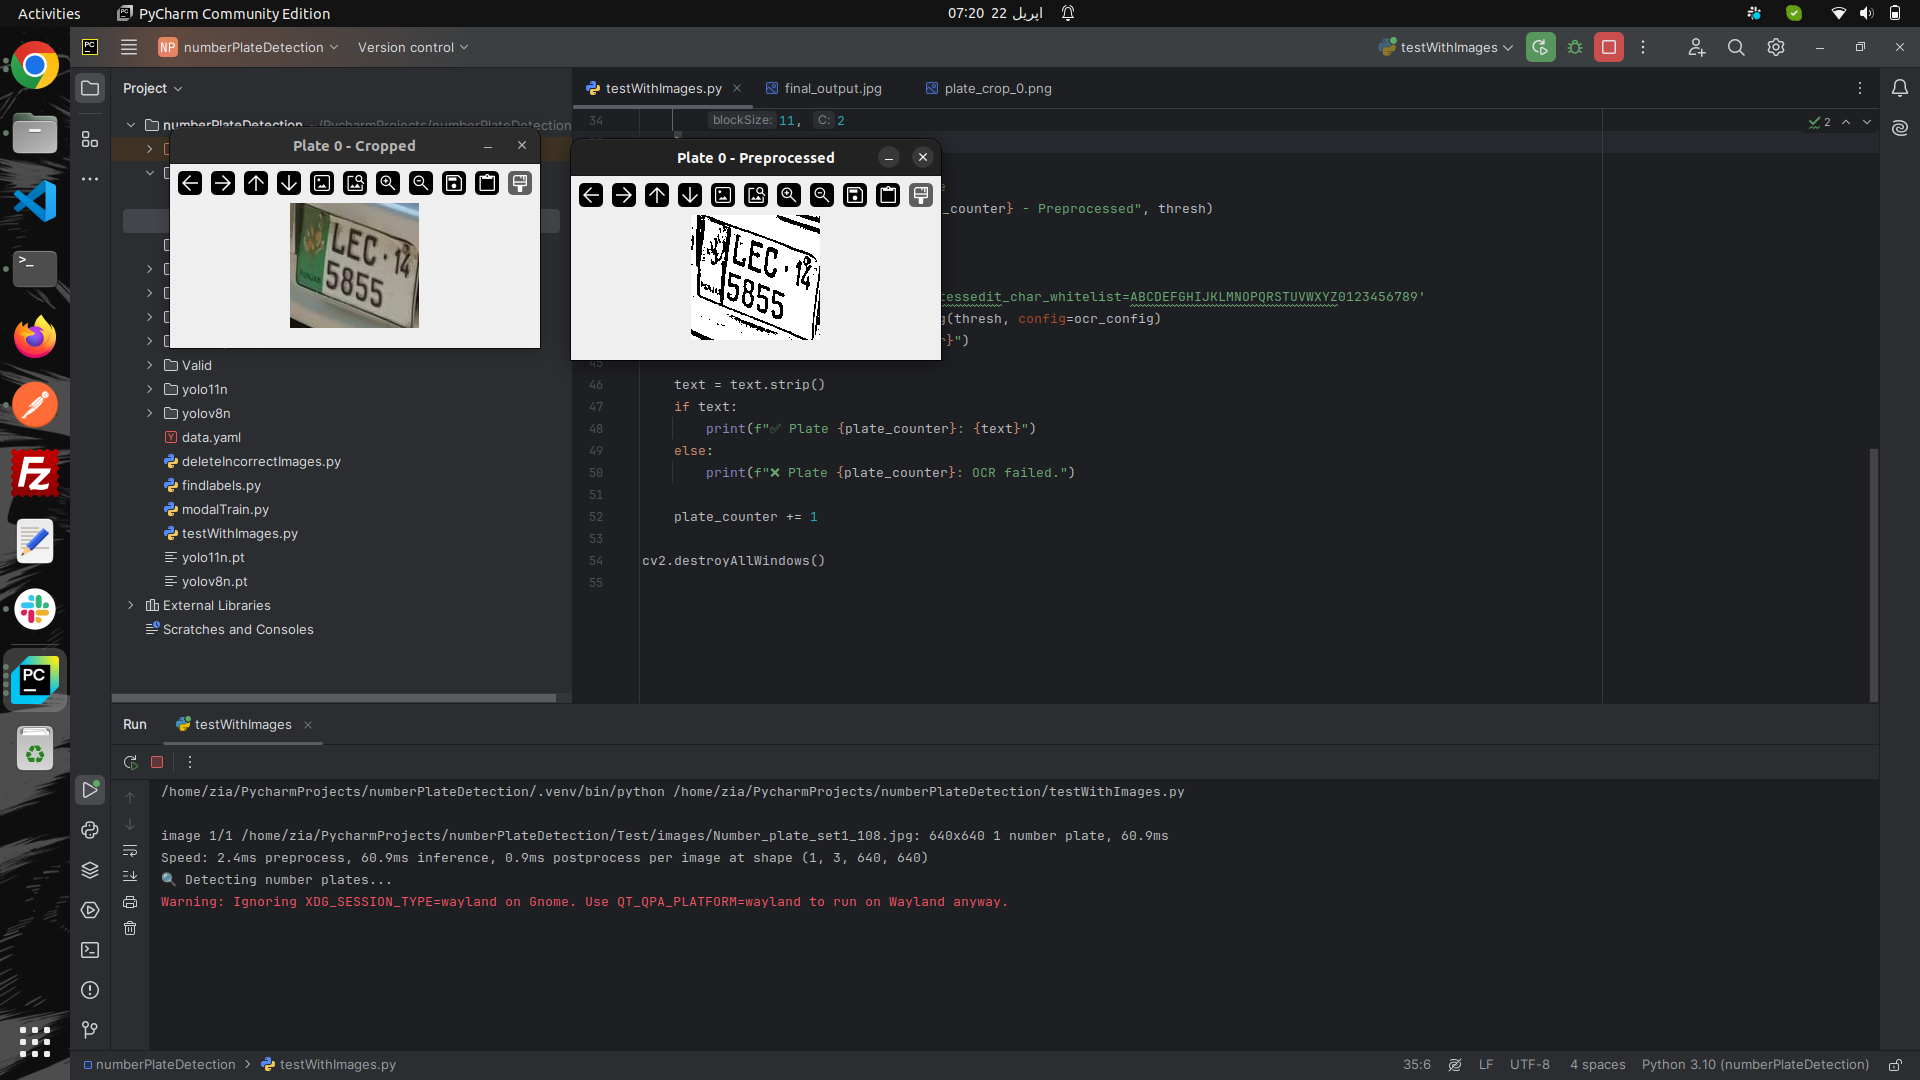 Activities
PyCharm Community Edition
07:20 22 اپریل
NP numberPlateDetection
Version control
testWithImages
Project
testWithImages.py
final_output.jpg
plate_crop_0.png
numberPlateDetection ~/PycharmProjects/numberPlateDetection
34 blockSize: 11, C: 2
2
Plate 0 - Cropped
LEC · 14
5855
Plate 0 - Preprocessed
LEC · 14
5855
_counter} - Preprocessed", thresh)
tessedit_char_whitelist=ABCDEFGHIJKLMNOPQRSTUVWXYZ0123456789'
g(thresh, config=ocr_config)
}")
45
46 text = text.strip()
47 if text:
48 print(f"✅ Plate {plate_counter}: {text}")
49 else:
50 print(f"❌ Plate {plate_counter}: OCR failed.")
51
52 plate_counter += 1
53
54 cv2.destroyAllWindows()
55
Valid
yolo11n
yolov8n
data.yaml
deleteIncorrectImages.py
findlabels.py
modalTrain.py
testWithImages.py
yolo11n.pt
yolov8n.pt
External Libraries
Scratches and Consoles
Run
testWithImages
/home/zia/PycharmProjects/numberPlateDetection/.venv/bin/python /home/zia/PycharmProjects/numberPlateDetection/testWithImages.py
image 1/1 /home/zia/PycharmProjects/numberPlateDetection/Test/images/Number_plate_set1_108.jpg: 640x640 1 number plate, 60.9ms
Speed: 2.4ms preprocess, 60.9ms inference, 0.9ms postprocess per image at shape (1, 3, 640, 640)
🔍 Detecting number plates...
Warning: Ignoring XDG_SESSION_TYPE=wayland on Gnome. Use QT_QPA_PLATFORM=wayland to run on Wayland anyway.
numberPlateDetection > testWithImages.py
35:6 LF UTF-8 4 spaces Python 3.10 (numberPlateDetection)